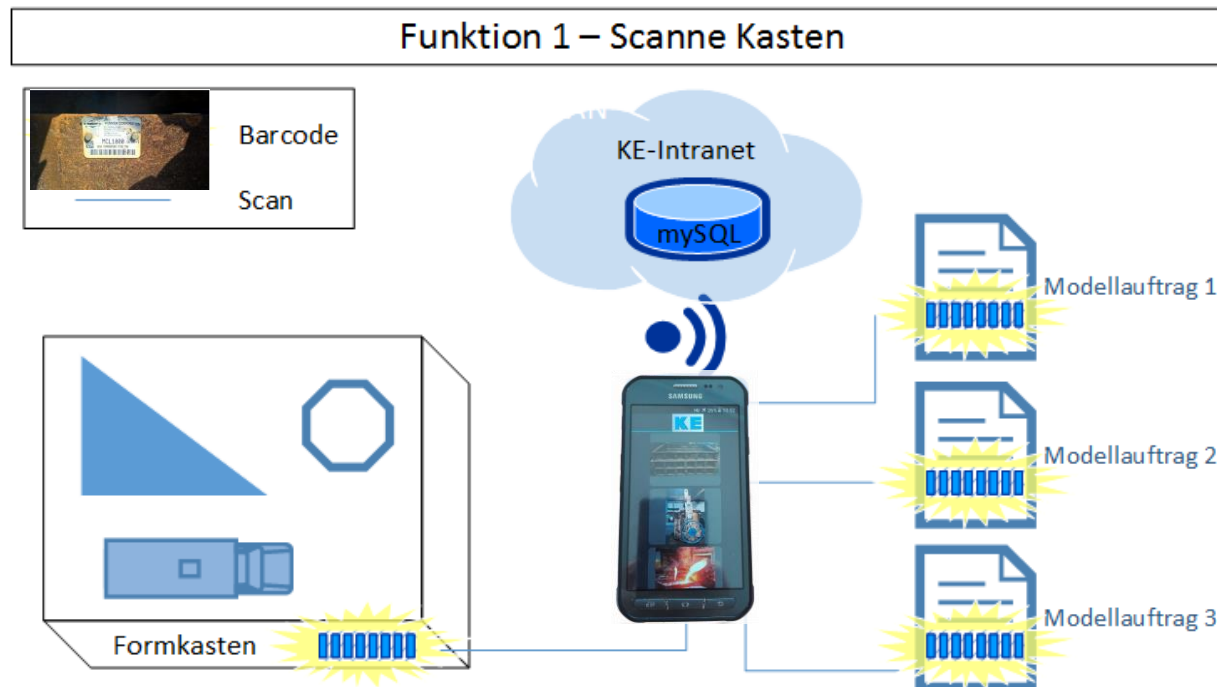 Funktion 1 – Scanne Kasten
Barcode
Scan
KE-Intranet
mySQL
Modellauftrag 1
SAMSUNG
KE
Modellauftrag 2
Modellauftrag 3
Formkasten